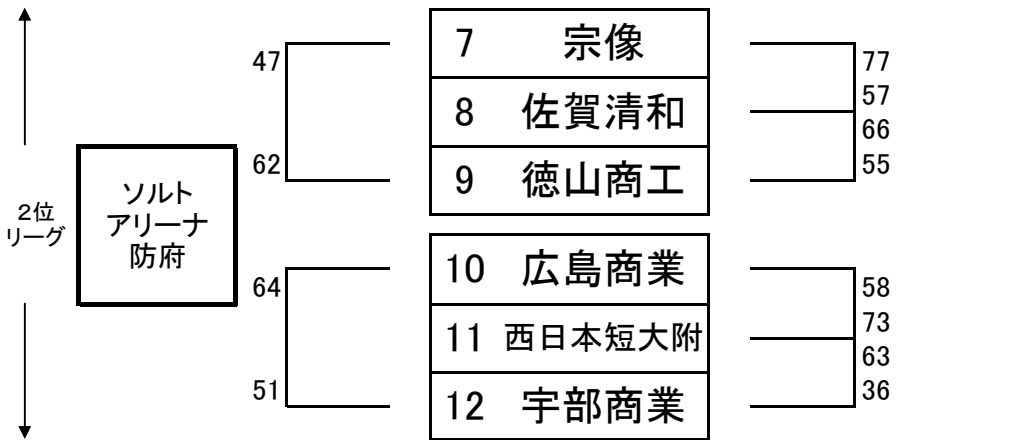 2位
リーグ
ソルト
アリーナ
防府
47
62
7 宗像
8 佐賀清和
9 徳山商工
77
57
66
55
64
51
10 広島商業
11 西日本短大附
12 宇部商業
58
73
63
36